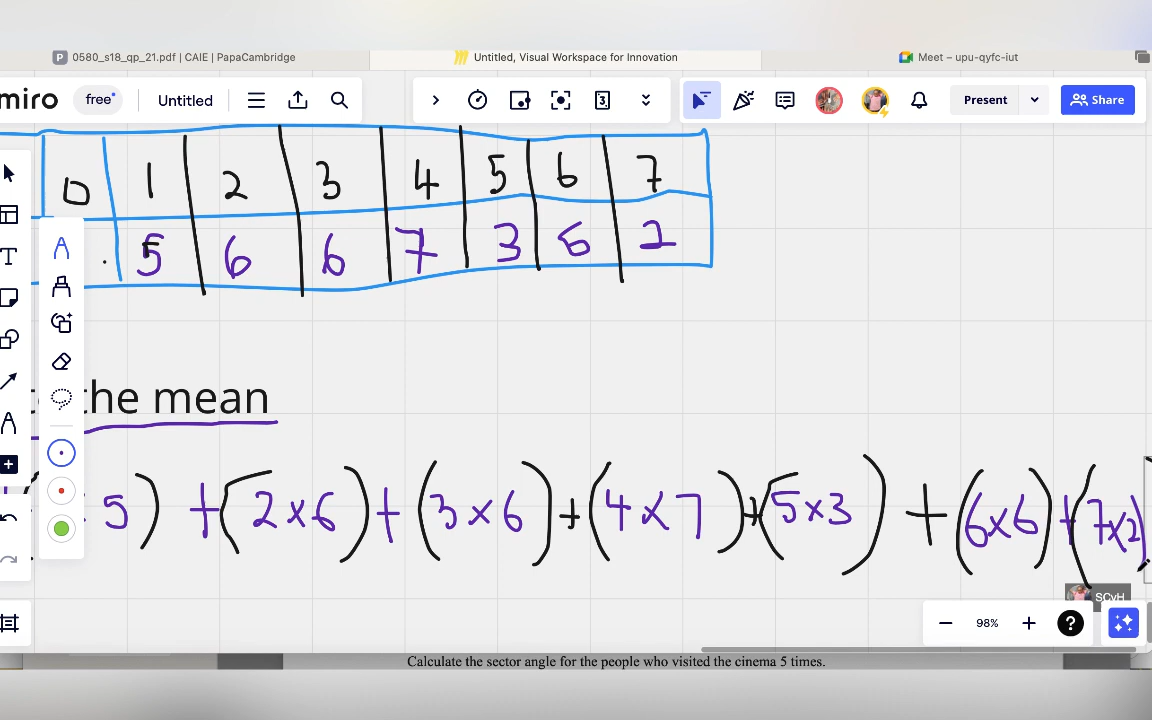 0580_s18_qp_21.pdf | CAIE | PapaCambridge
Untitled, Visual Workspace for Innovation
Meet – upu-qyfc-iut
miro free Untitled
Present
Share
0 1 2 3 4 5 6 7
5 6 6 7 3 6 2
the mean
5) + (2 × 6) + (3 × 6) + (4 × 7) + (5 × 3) + (6 × 6) + (7 × 2)
SCyH
98%
Calculate the sector angle for the people who visited the cinema 5 times.